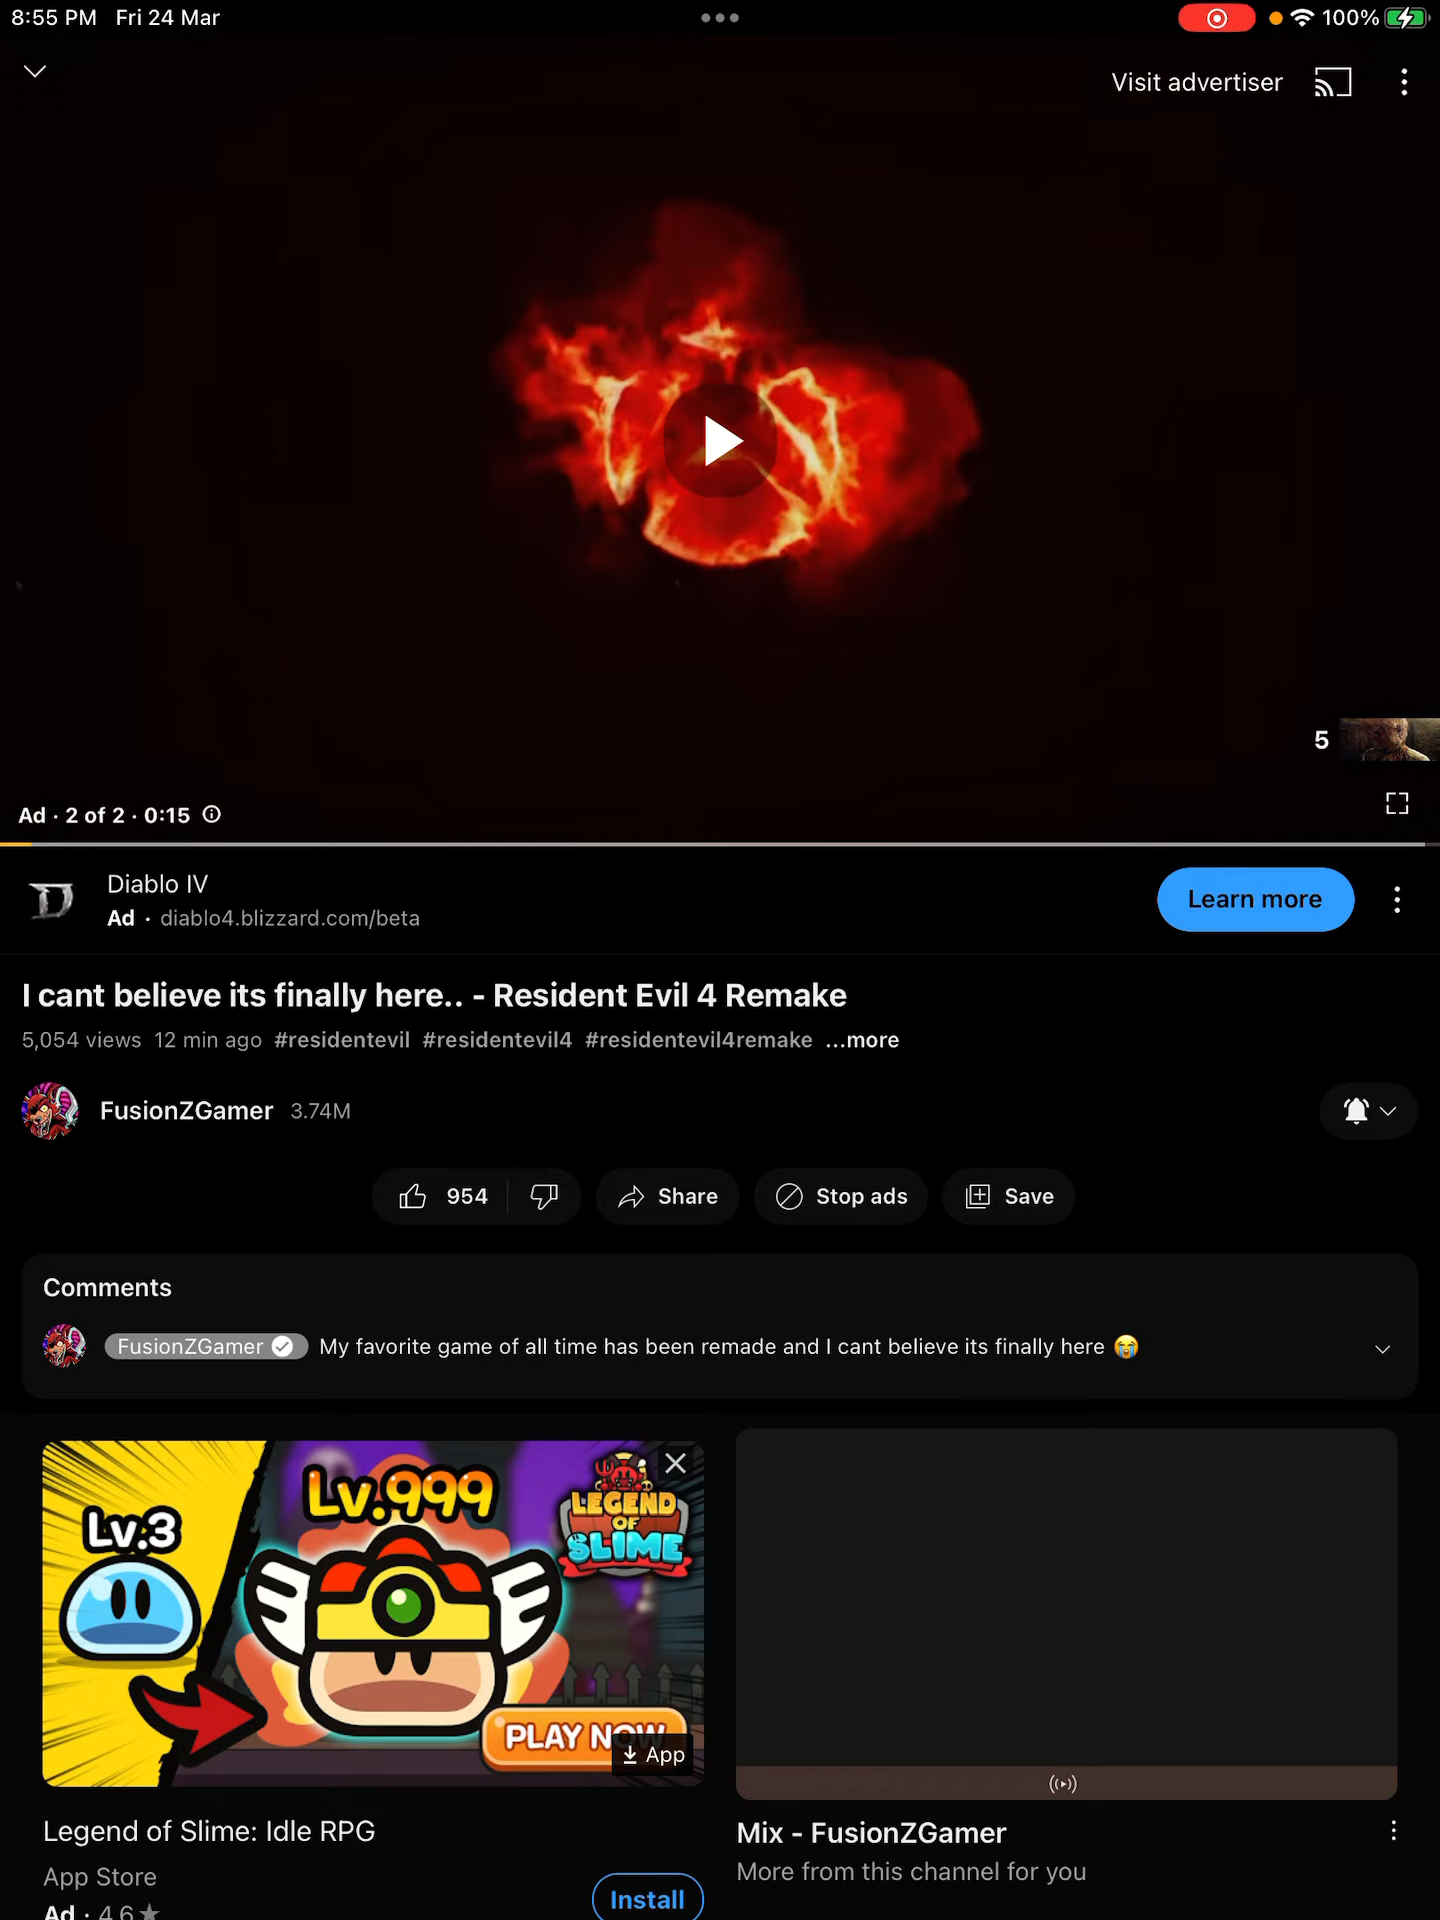 8:55 PM Fri 24 Mar
100%
Visit advertiser
5
Ad · 2 of 2 · 0:15
Diablo IV
Ad · diablo4.blizzard.com/beta
Learn more
I cant believe its finally here.. - Resident Evil 4 Remake
5,054 views 12 min ago #residentevil #residentevil4 #residentevil4remake ...more
FusionZGamer 3.74M
954
Share
Stop ads
Save
Comments
FusionZGamer My favorite game of all time has been remade and I cant believe its finally here 😭
Lv.3
Lv.999
LEGEND
OF
SLIME
PLAY NOW
App
Legend of Slime: Idle RPG
App Store
Ad · 4.6★
Install
Mix - FusionZGamer
More from this channel for you